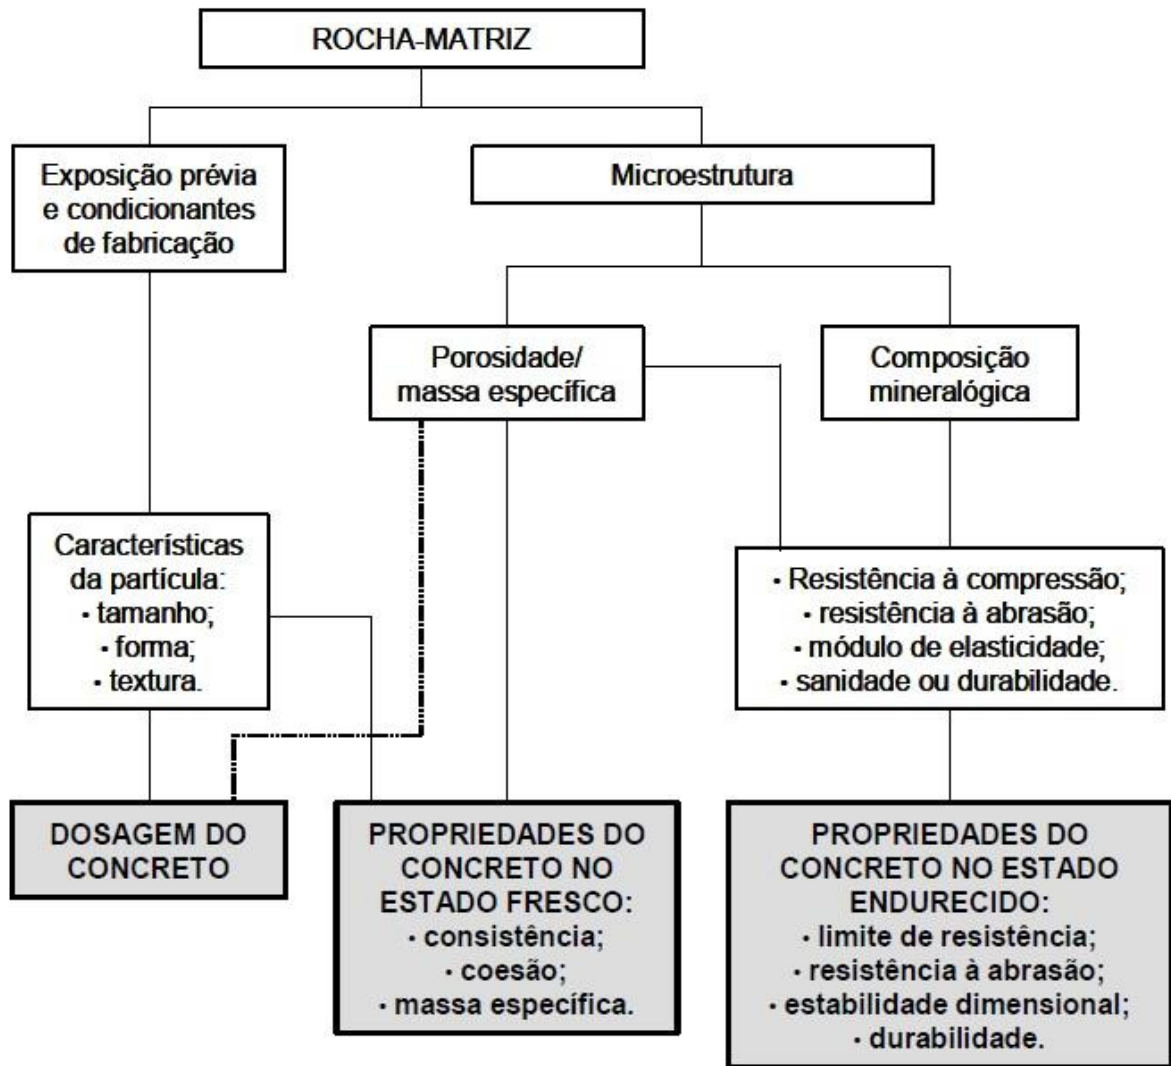 ROCHA-MATRIZ
Exposição prévia
e condicionantes
de fabricação
Microestrutura
Porosidade/
massa específica
Composição
mineralógica
Características
da partícula:
• tamanho;
• forma;
• textura.
• Resistência à compressão;
• resistência à abrasão;
• módulo de elasticidade;
• sanidade ou durabilidade.
DOSAGEM DO
CONCRETO
PROPRIEDADES DO
CONCRETO NO
ESTADO FRESCO:
• consistência;
• coesão;
• massa específica.
PROPRIEDADES DO
CONCRETO NO ESTADO
ENDURECIDO:
• limite de resistência;
• resistência à abrasão;
• estabilidade dimensional;
• durabilidade.